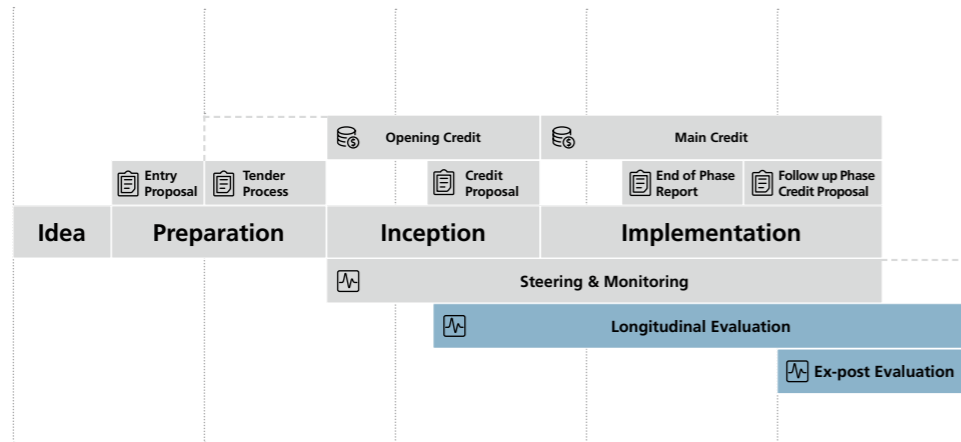 Opening Credit
Main Credit
Entry
Proposal
Tender
Process
Credit
Proposal
End of Phase
Report
Follow up Phase
Credit Proposal
Idea
Preparation
Inception
Implementation
Steering & Monitoring
Longitudinal Evaluation
Ex-post Evaluation